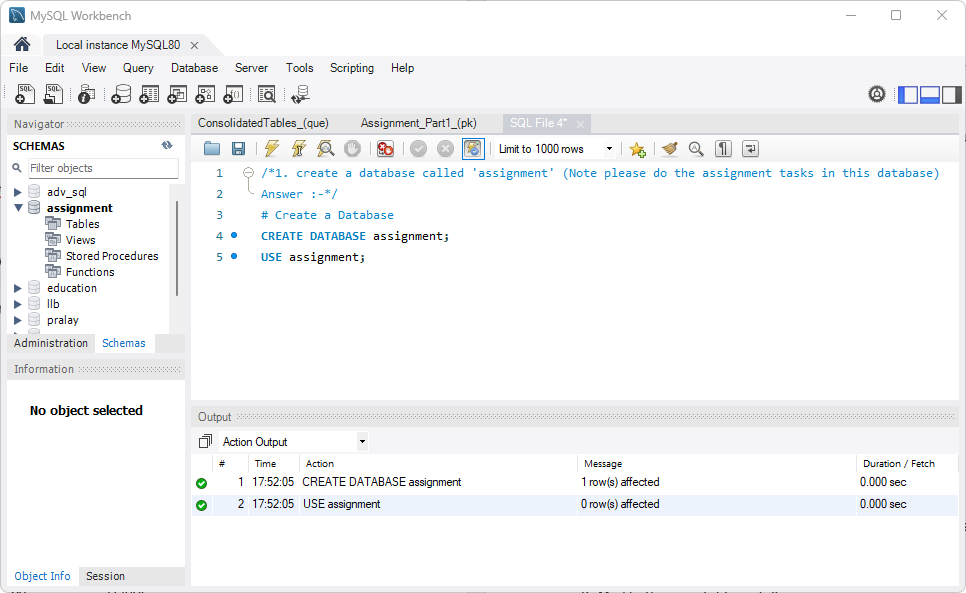 MySQL Workbench
Local instance MySQL80
File Edit View Query Database Server Tools Scripting Help
Navigator
SCHEMAS
Filter objects
adv_sql
assignment
Tables
Views
Stored Procedures
Functions
education
llb
pralay
Administration Schemas
Information
No object selected
Object Info Session
ConsolidatedTables_(que) Assignment_Part1_(pk) SQL File 4*
Limit to 1000 rows
1 /*1. create a database called 'assignment' (Note please do the assignment tasks in this database)
2 Answer :-*/
3 # Create a Database
4 CREATE DATABASE assignment;
5 USE assignment;
Output
Action Output
# Time Action Message Duration / Fetch
1 17:52:05 CREATE DATABASE assignment 1 row(s) affected 0.000 sec
2 17:52:05 USE assignment 0 row(s) affected 0.000 sec